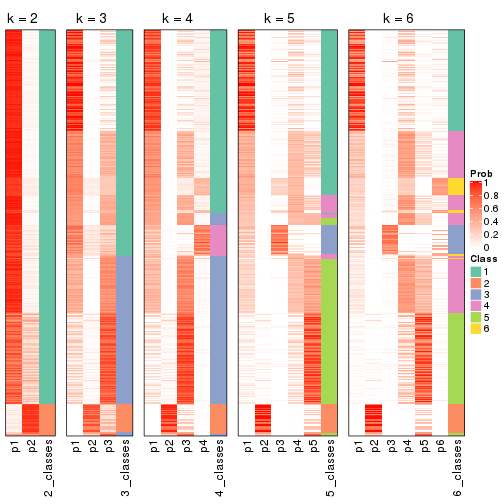 k = 2
k = 3
k = 4
k = 5
k = 6
p1
p2
2_classes
p1
p2
p3
3_classes
p1
p2
p3
p4
4_classes
p1
p2
p3
p4
p5
5_classes
p1
p2
p3
p4
p5
p6
6_classes
Prob
1
0.8
0.6
0.4
0.2
0
Class
1
2
3
4
5
6